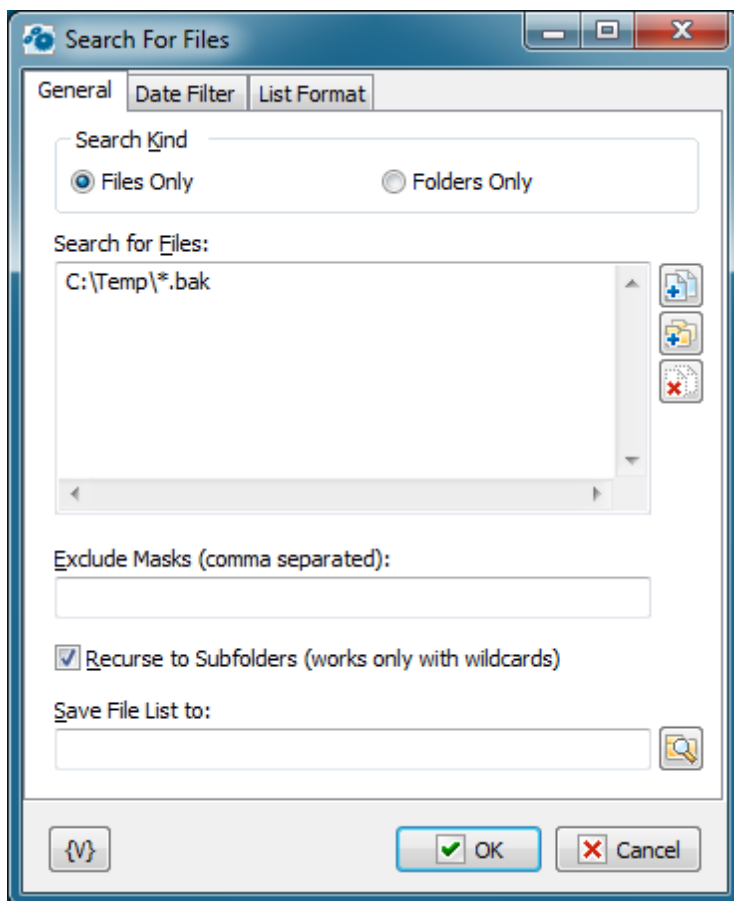 Search For Files
General Date Filter List Format
Search Kind
Files Only Folders Only
Search for Files:
C:\Temp\*.bak
Exclude Masks (comma separated):
Recurse to Subfolders (works only with wildcards)
Save File List to:
{V} OK Cancel